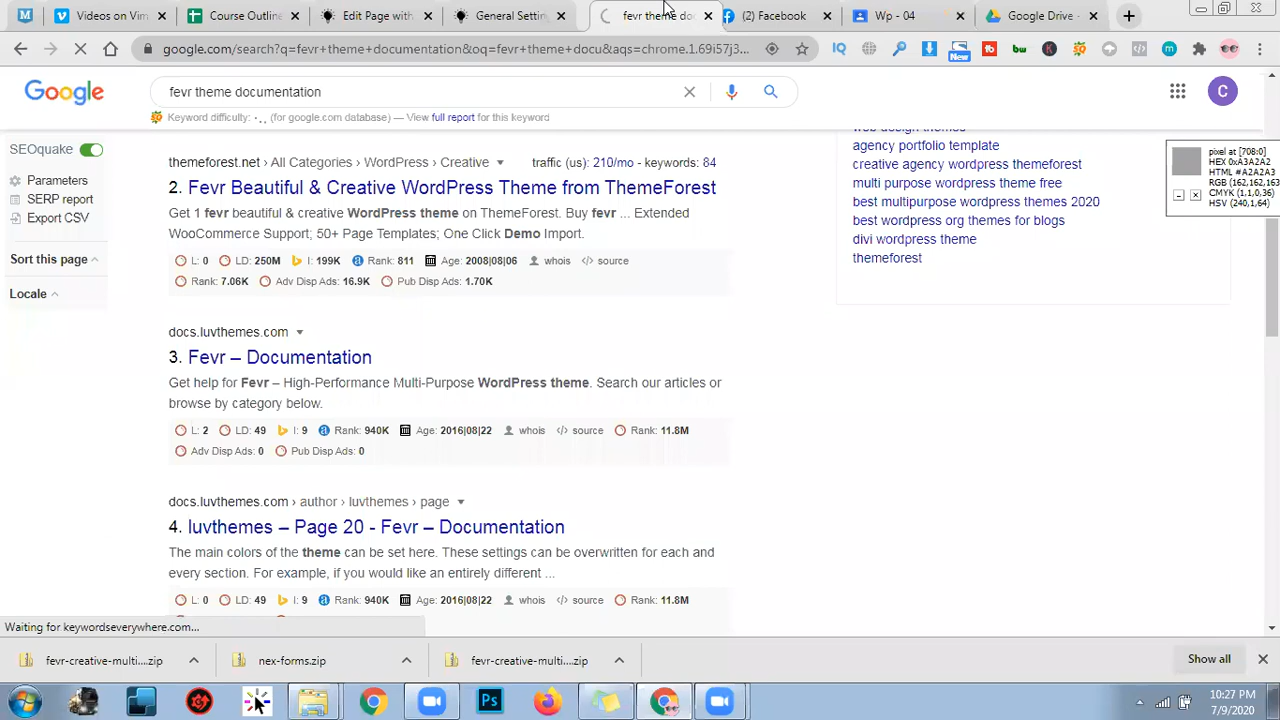 Videos on Vim
Course Outline
Edit Page with
General Settin
fevr theme doc
(2) Facebook
Wp - 04
Google Drive -
google.com/search?q=fevr+theme+documentation&oq=fevr+theme+docu&aqs=chrome.1.69i57j3...
New
Google
fevr theme documentation
C
Keyword difficulty: ... (for google.com database) — View full report for this keyword
SEOquake
Parameters
SERP report
Export CSV
Sort this page
Locale
themeforest.net › All Categories › WordPress › Creative
traffic (us): 210/mo - keywords: 84
2. Fevr Beautiful & Creative WordPress Theme from ThemeForest
Get 1 fevr beautiful & creative WordPress theme on ThemeForest. Buy fevr ... Extended
WooCommerce Support; 50+ Page Templates; One Click Demo Import.
L: 0 LD: 250M I: 199K Rank: 811 Age: 2008|08|06 whois source
Rank: 7.06K Adv Disp Ads: 16.9K Pub Disp Ads: 1.70K
docs.luvthemes.com
3. Fevr – Documentation
Get help for Fevr – High-Performance Multi-Purpose WordPress theme. Search our articles or
browse by category below.
L: 2 LD: 49 I: 9 Rank: 940K Age: 2016|08|22 whois source Rank: 11.8M
Adv Disp Ads: 0 Pub Disp Ads: 0
docs.luvthemes.com › author › luvthemes › page
4. luvthemes – Page 20 - Fevr – Documentation
The main colors of the theme can be set here. These settings can be overwritten for each and
every section. For example, if you would like an entirely different ...
L: 0 LD: 49 I: 9 Rank: 940K Age: 2016|08|22 whois source Rank: 11.8M
web design themes
agency portfolio template
creative agency wordpress themeforest
multi purpose wordpress theme free
best multipurpose wordpress themes 2020
best wordpress org themes for blogs
divi wordpress theme
themeforest
pixel at [708:0]
HEX 0xA3A2A2
HTML #A2A2A2
RGB (162,162,163
CMYK (1,1,0,36)
HSV (240,1,64)
Waiting for keywordseverywhere.com...
fevr-creative-multi....zip
nex-forms.zip
fevr-creative-multi....zip
Show all
Ps
10:27 PM
7/9/2020